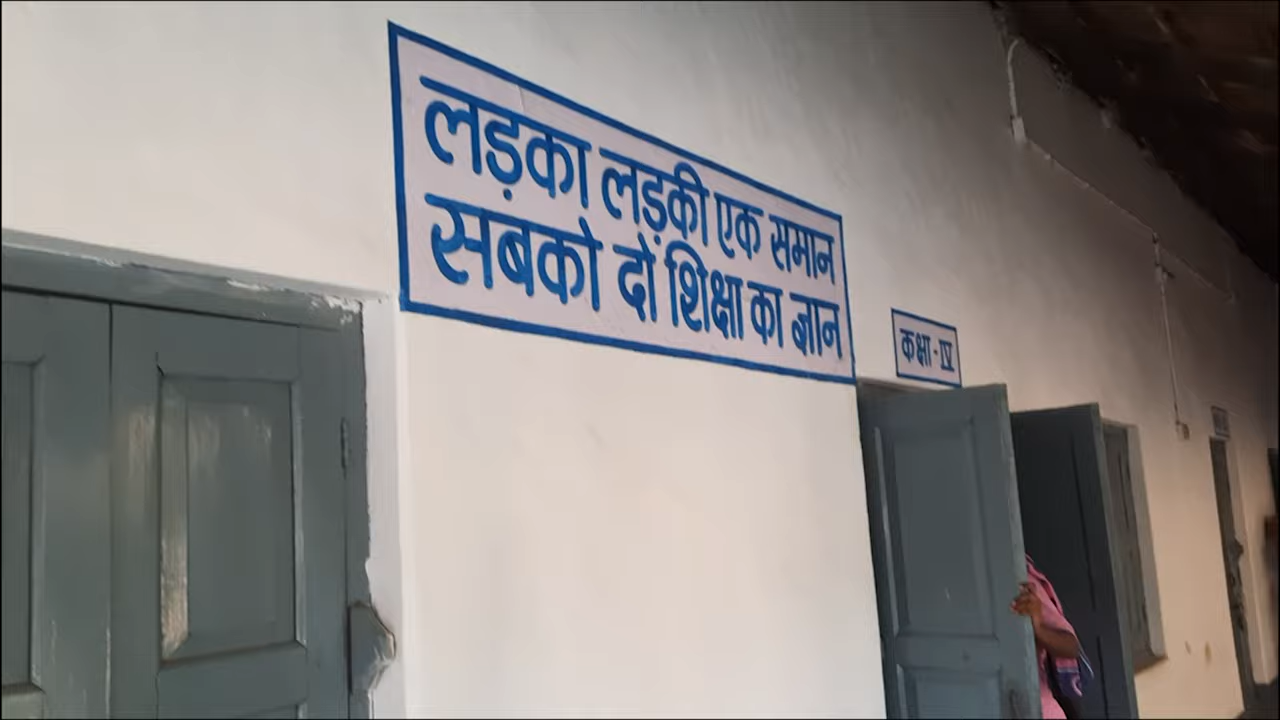 लड़का लड़की एक समान
सबको दो शिक्षा का ज्ञान
कक्षा - IV